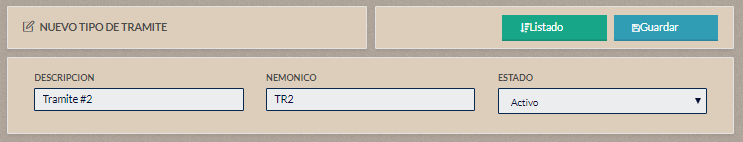 NUEVO TIPO DE TRAMITE
Listado
Guardar
DESCRIPCION
NEMONICO
ESTADO
Tramite #2
TR2
Activo